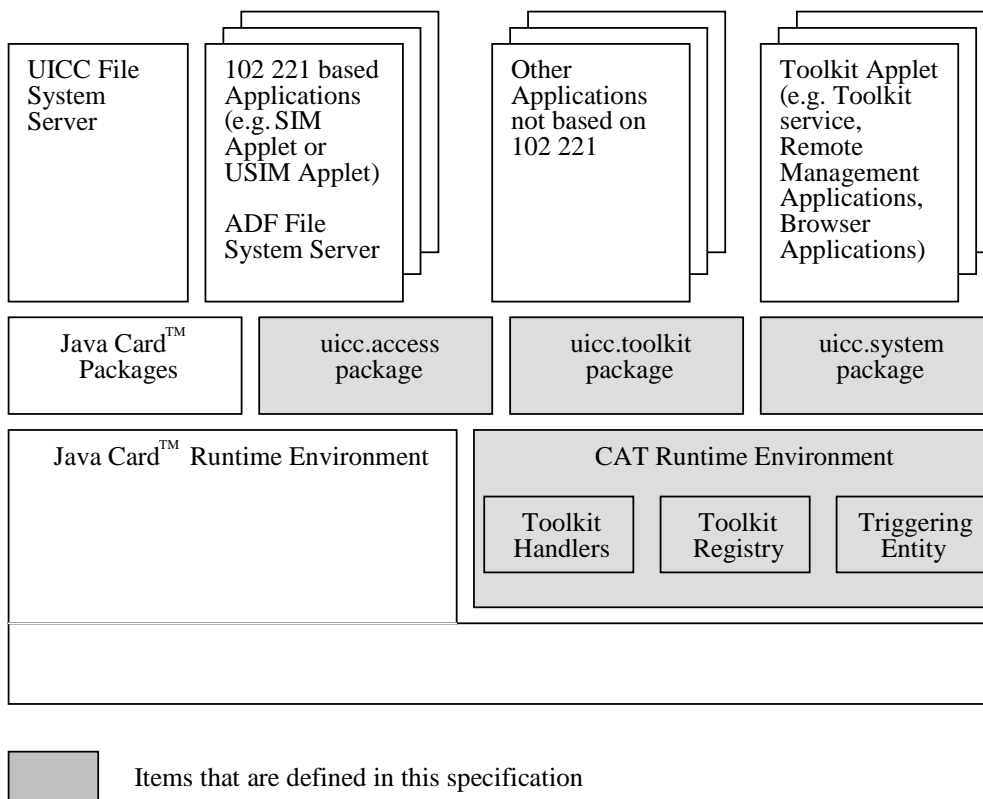 UICC File
System
Server
102 221 based
Applications
(e.g. SIM
Applet or
USIM Applet)
ADF File
System Server
Other
Applications
not based on
102 221
Toolkit Applet
(e.g. Toolkit
service,
Remote
Management
Applications,
Browser
Applications)
Java Card™
Packages
uicc.access
package
uicc.toolkit
package
uicc.system
package
Java Card™ Runtime Environment
CAT Runtime Environment
Toolkit
Handlers
Toolkit
Registry
Triggering
Entity
Items that are defined in this specification